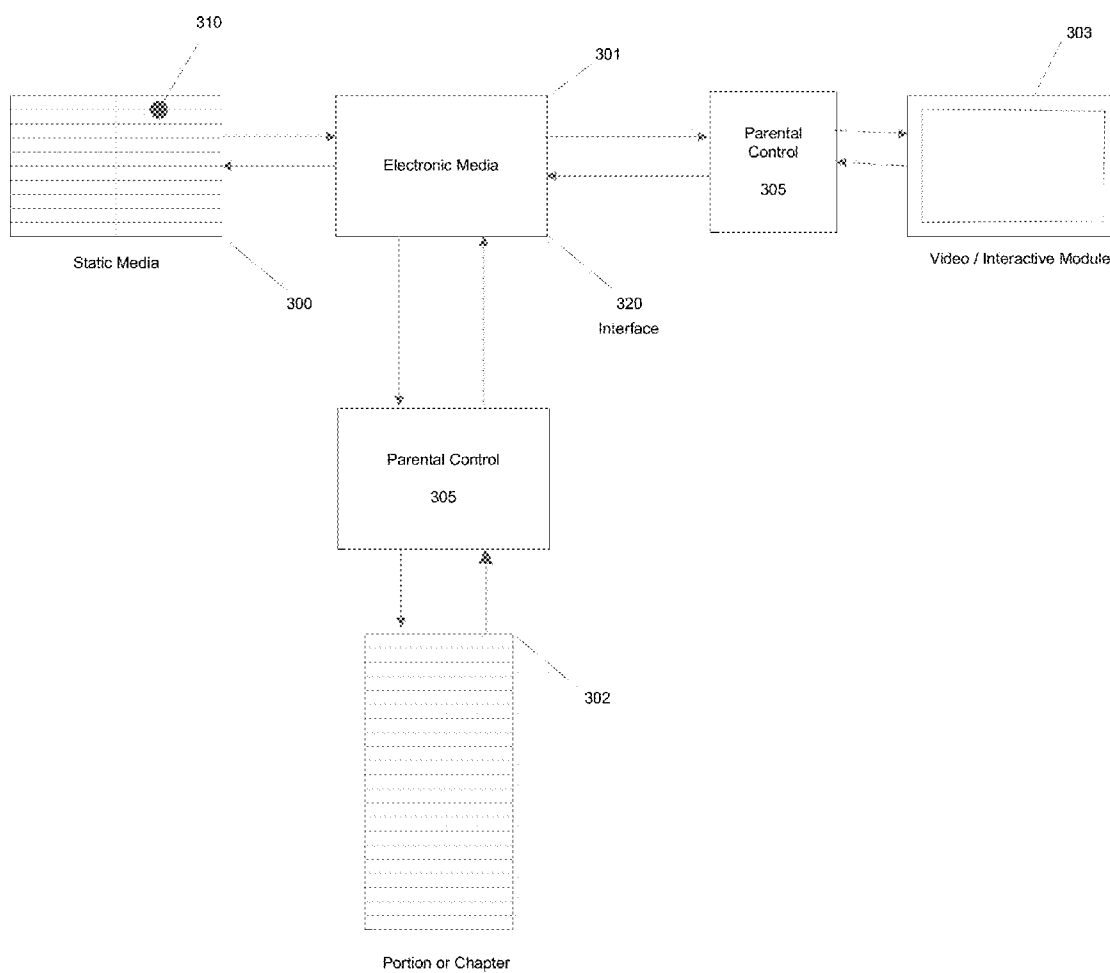 310
301
303
Electronic Media
Parental
Control
305
Static Media
300
320
Interface
Video / Interactive Module
Parental Control
305
302
Portion or Chapter